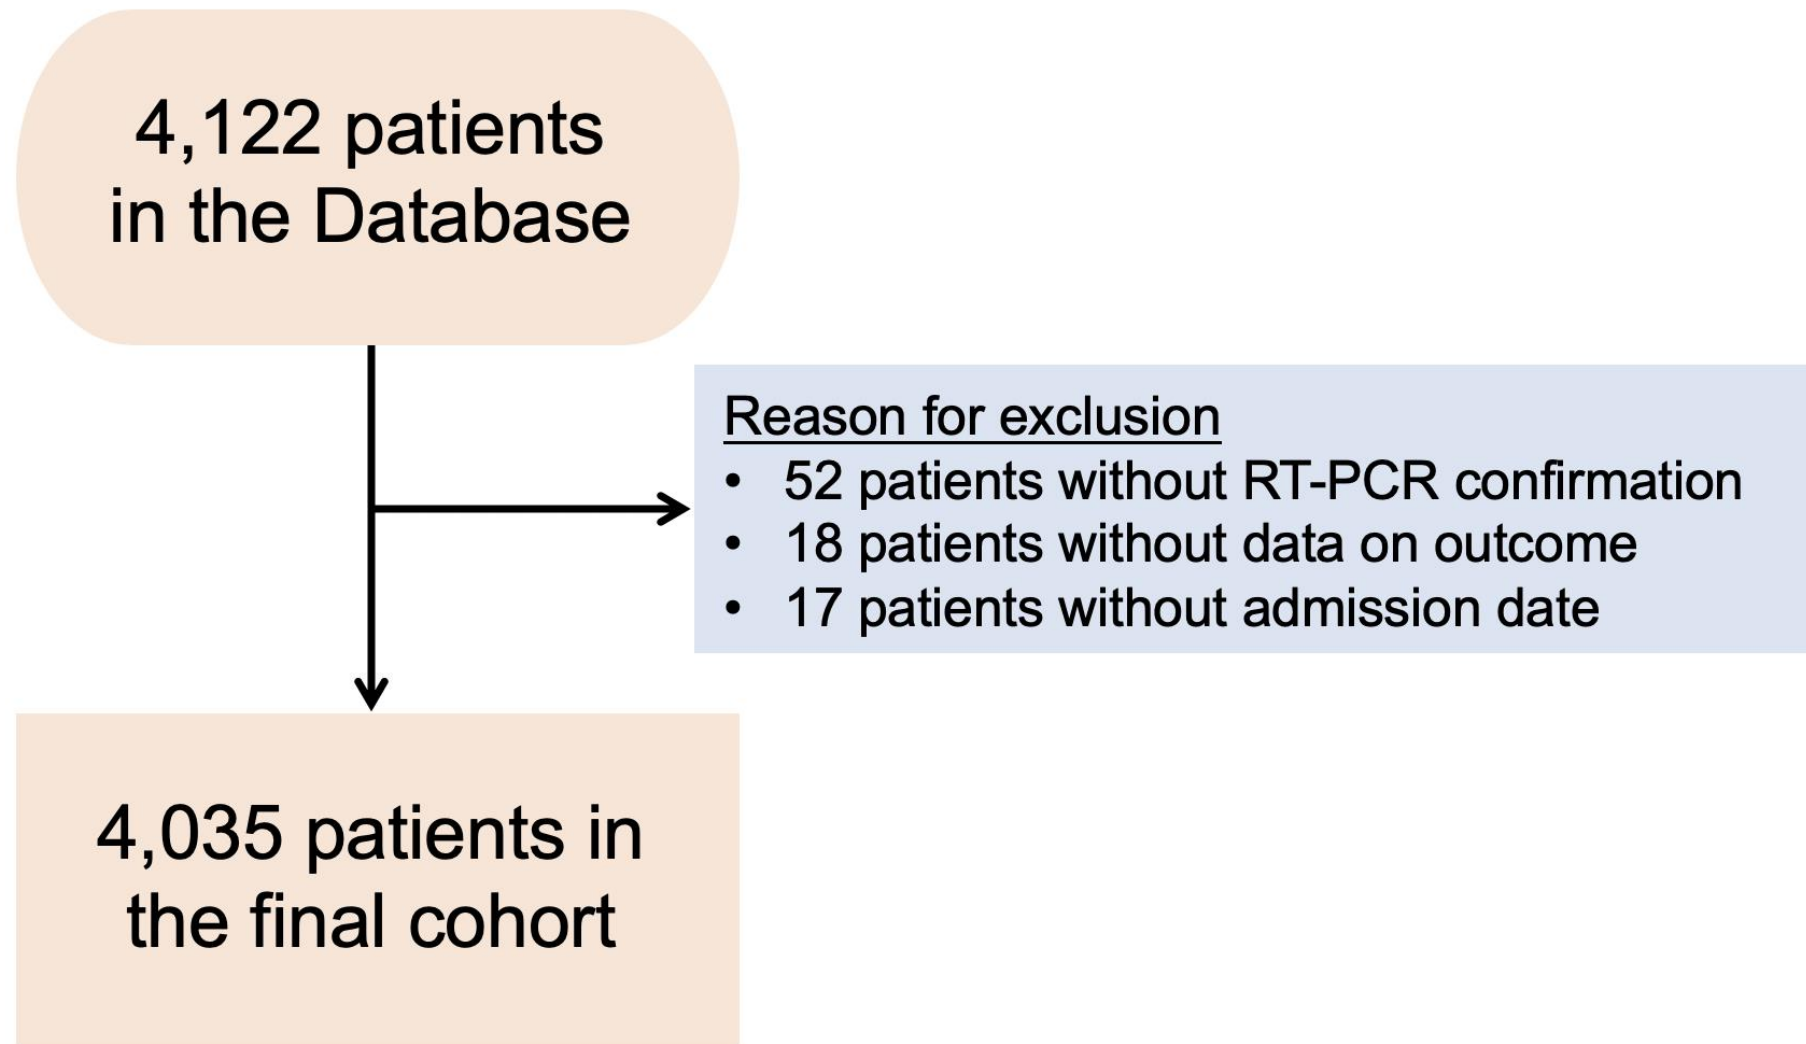 4,122 patients
in the Database
Reason for exclusion
• 52 patients without RT-PCR confirmation
• 18 patients without data on outcome
• 17 patients without admission date
4,035 patients in
the final cohort